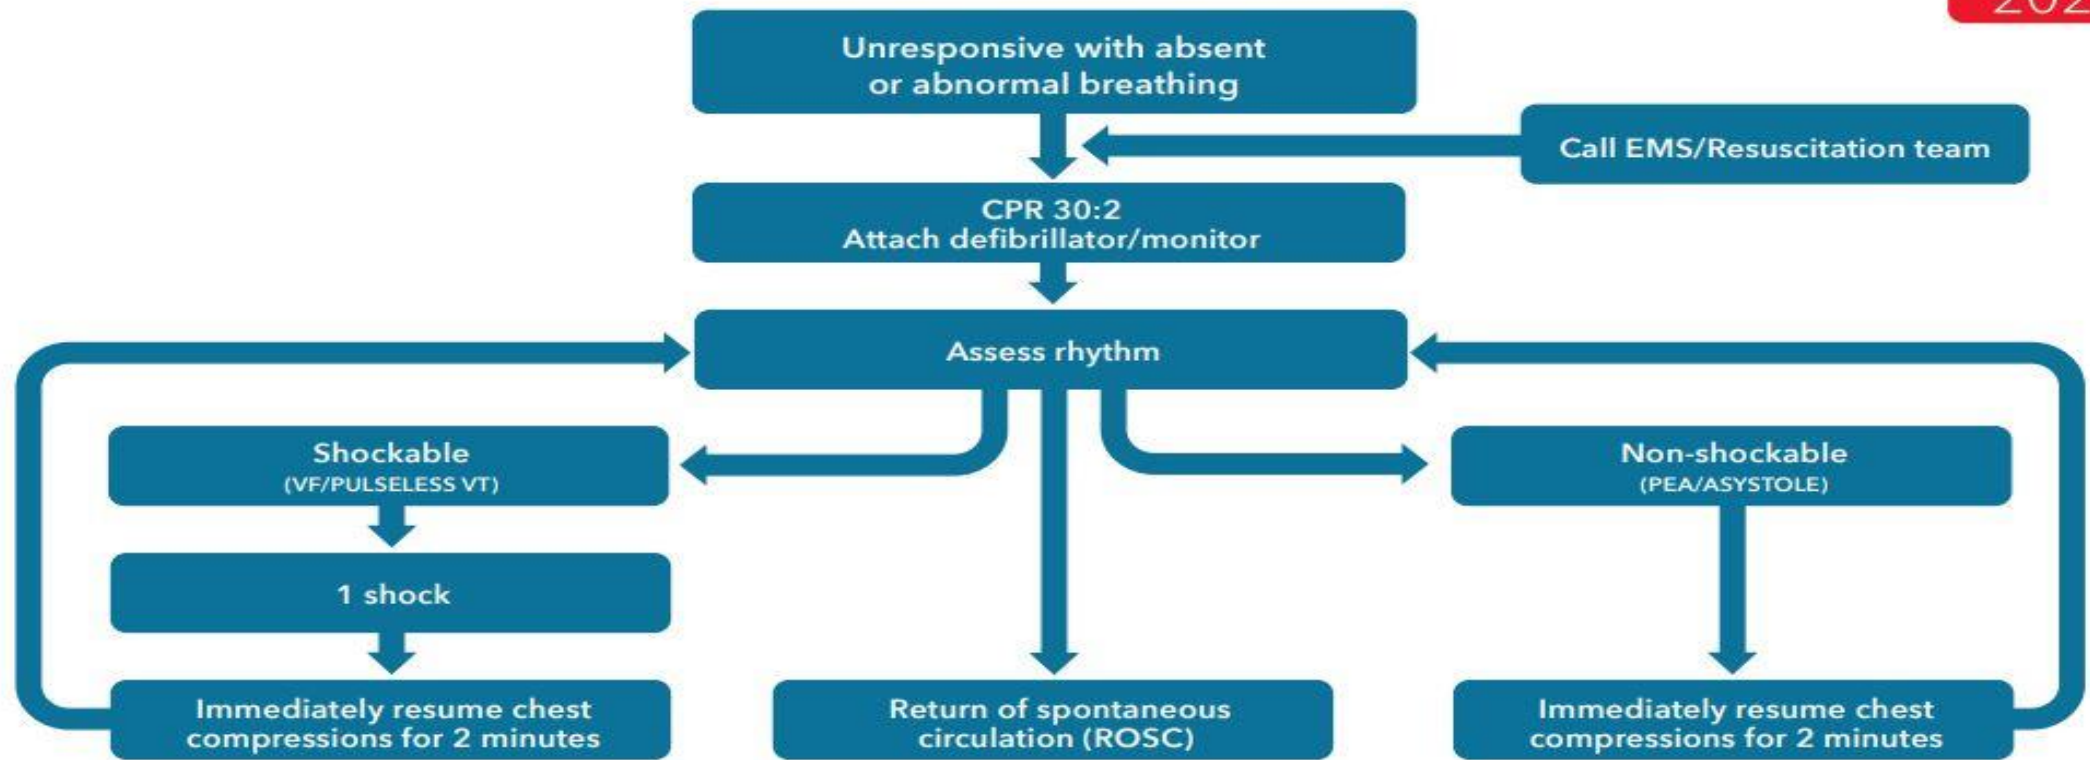 202
Unresponsive with absent
or abnormal breathing
Call EMS/Resuscitation team
CPR 30:2
Attach defibrillator/monitor
Assess rhythm
Shockable
(VF/PULSELESS VT)
Non-shockable
(PEA/ASYSTOLE)
1 shock
Immediately resume chest
compressions for 2 minutes
Return of spontaneous
circulation (ROSC)
Immediately resume chest
compressions for 2 minutes